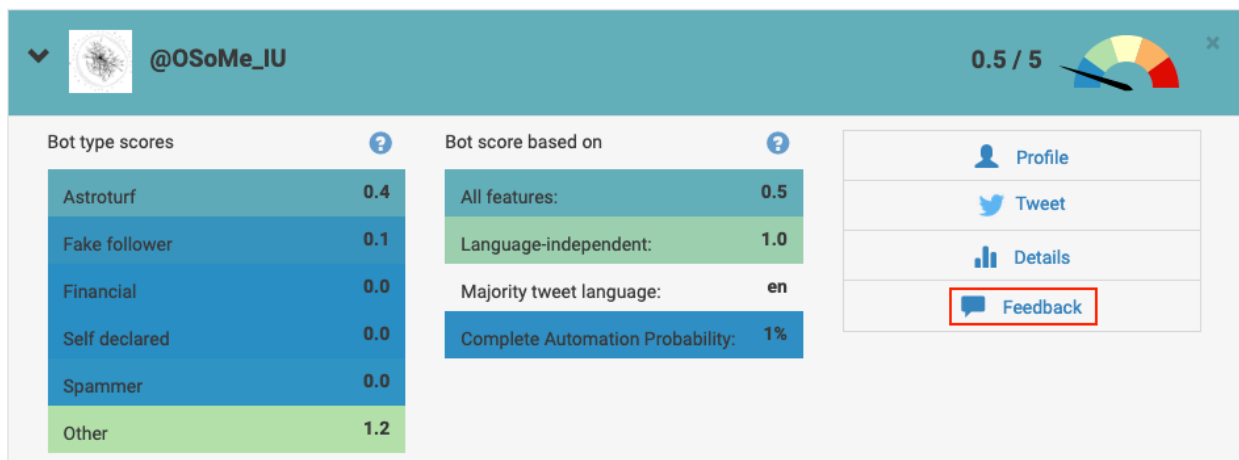 @OSoMe_IU
0.5 / 5
×
Bot type scores
?
Astroturf 0.4
Fake follower 0.1
Financial 0.0
Self declared 0.0
Spammer 0.0
Other 1.2
Bot score based on
?
All features: 0.5
Language-independent: 1.0
Majority tweet language: en
Complete Automation Probability: 1%
Profile
Tweet
Details
Feedback